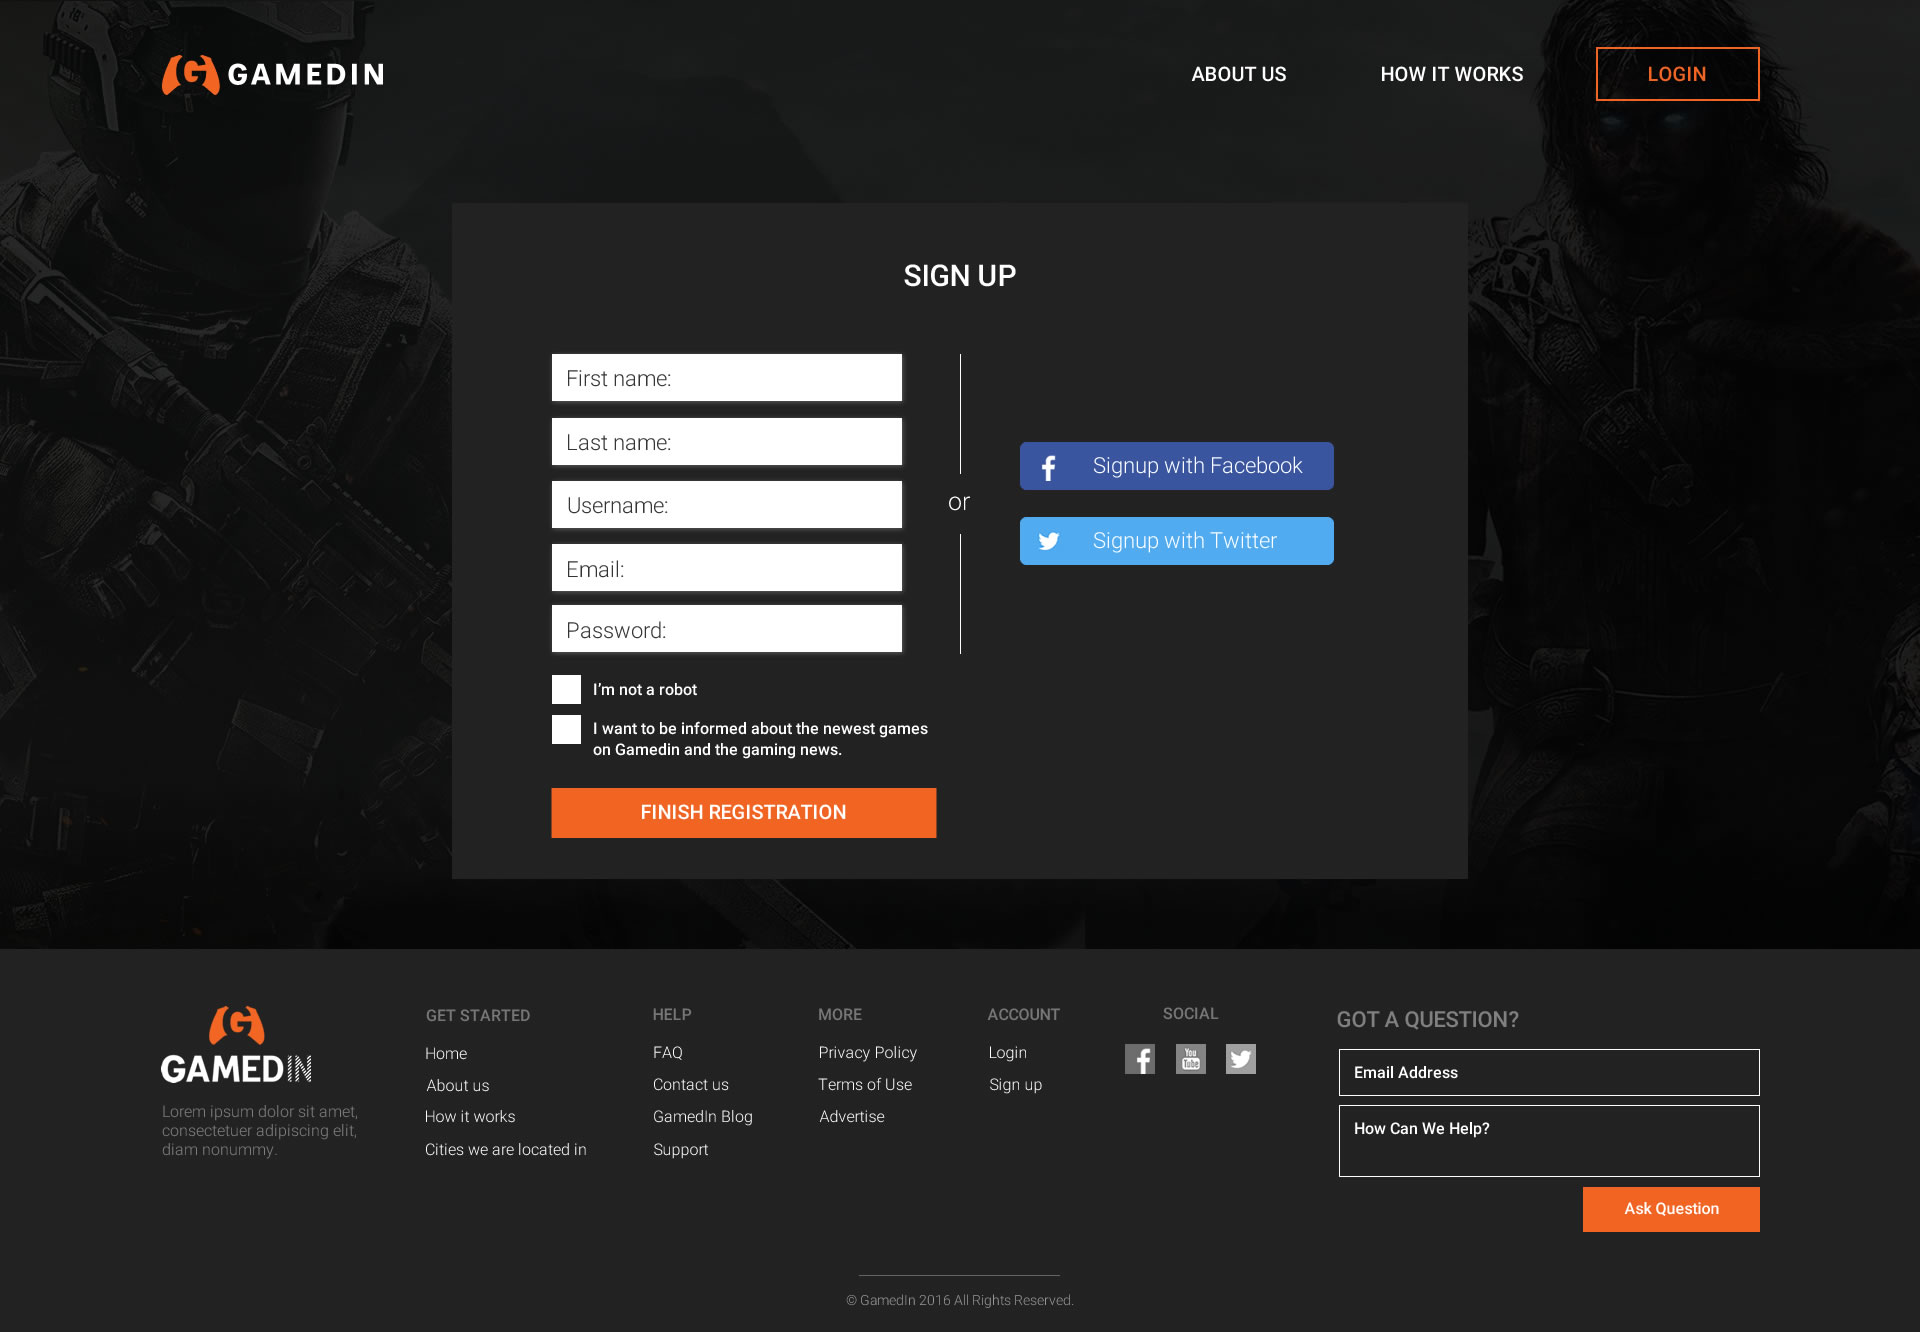 GAMEDIN
ABOUT US
HOW IT WORKS
LOGIN
SIGN UP
First name:
Last name:
Username:
Email:
Password:
or
Signup with Facebook
Signup with Twitter
I'm not a robot
I want to be informed about the newest games
on Gamedin and the gaming news.
FINISH REGISTRATION
GAMEDIN
Lorem ipsum dolor sit amet,
consectetuer adipiscing elit,
diam nonummy.
GET STARTED
Home
About us
How it works
Cities we are located in
HELP
FAQ
Contact us
GamedIn Blog
Support
MORE
Privacy Policy
Terms of Use
Advertise
ACCOUNT
Login
Sign up
SOCIAL
You
Tube
GOT A QUESTION?
Email Address
How Can We Help?
Ask Question
© GamedIn 2016 All Rights Reserved.